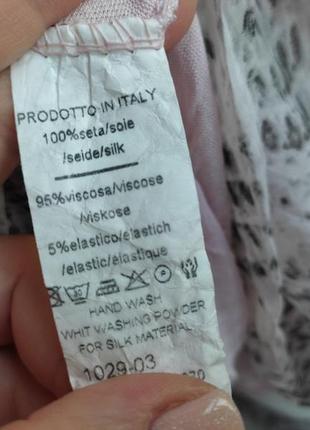 PRODOTTO IN ITALY
100%seta/soie
/seide/silk
95%viscosa/viscose
/viskose
5%elastico/elastich
/elastic/elastique
30
HAND WASH
WHIT WASHING POWDER
FOR SILK MATERIAL
1029-03